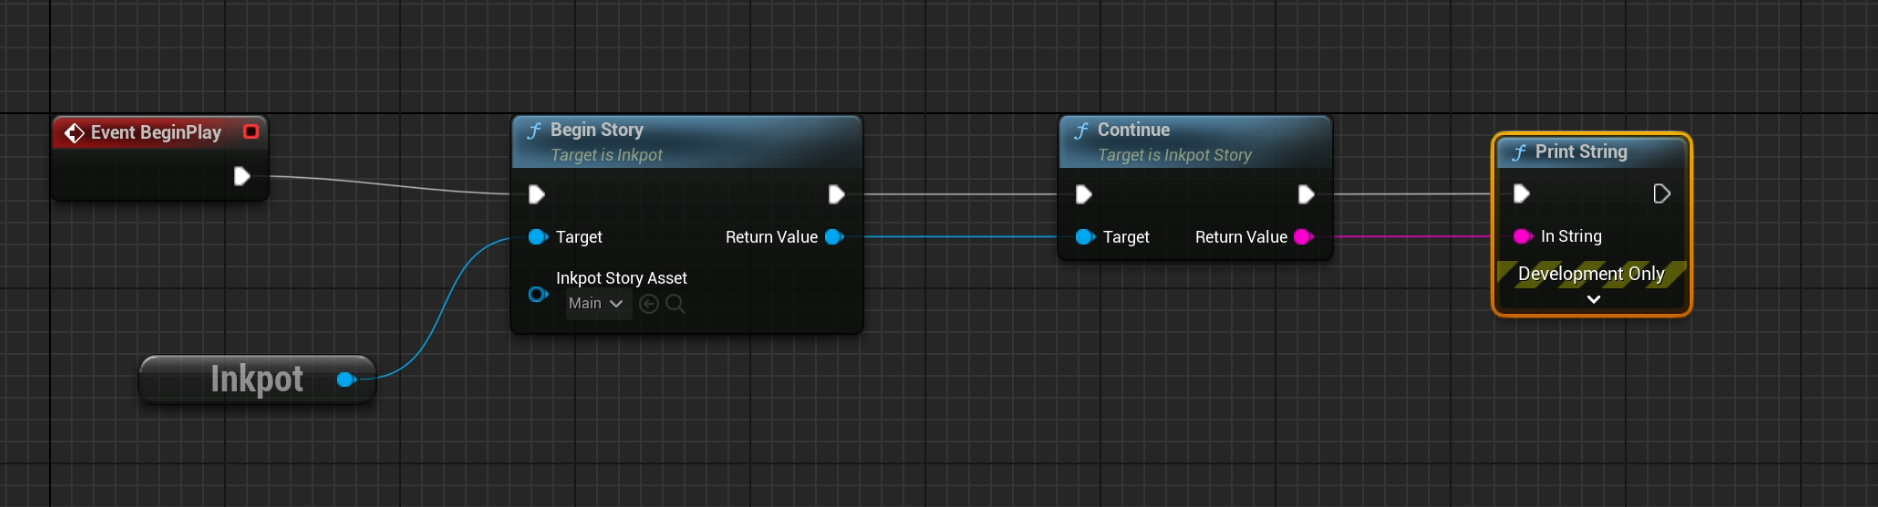 Event BeginPlay
f Begin Story
Target is Inkpot
Target
Return Value
Inkpot Story Asset
Main
f Continue
Target is Inkpot Story
Target
Return Value
f Print String
In String
Development Only
Inkpot